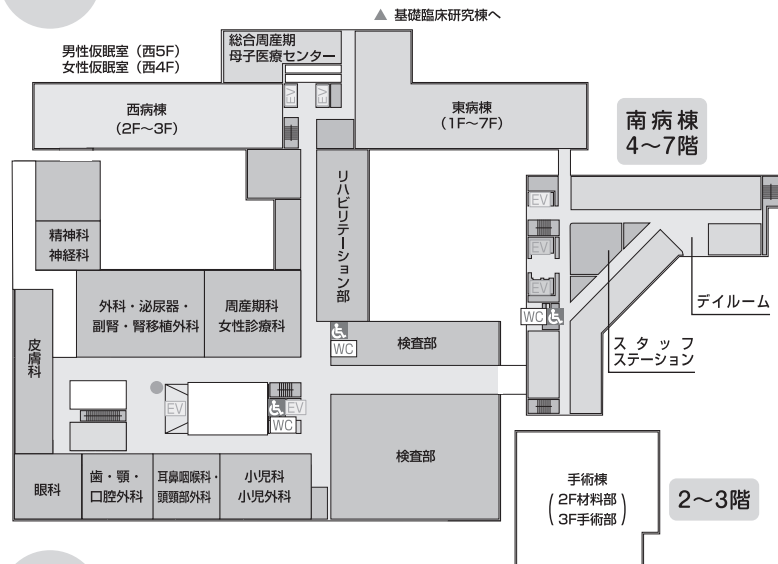 ▲ 基礎臨床研究棟へ
男性仮眠室（西5F）
女性仮眠室（西4F）
総合周産期
母子医療センター
EV
EV
西病棟
（2F～3F）
東病棟
（1F～7F）
南病棟
4～7階
リハビリテーション部
EV
EV
EV
WC
精神科
神経科
デイルーム
スタッフ
ステーション
外科・泌尿器・
副腎・腎移植外科
周産期科
女性診療科
WC
検査部
皮膚科
EV
EV
WC
検査部
眼科
歯・顎・
口腔外科
耳鼻咽喉科・
頭頸部外科
小児科
小児外科
手術棟
（2F材料部
3F手術部）
2～3階